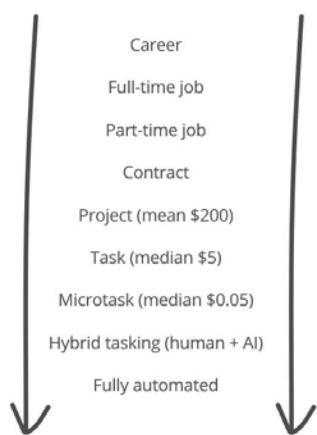 Career
Full-time job
Part-time job
Contract
Project (mean $200)
Task (median $5)
Microtask (median $0.05)
Hybrid tasking (human + AI)
Fully automated